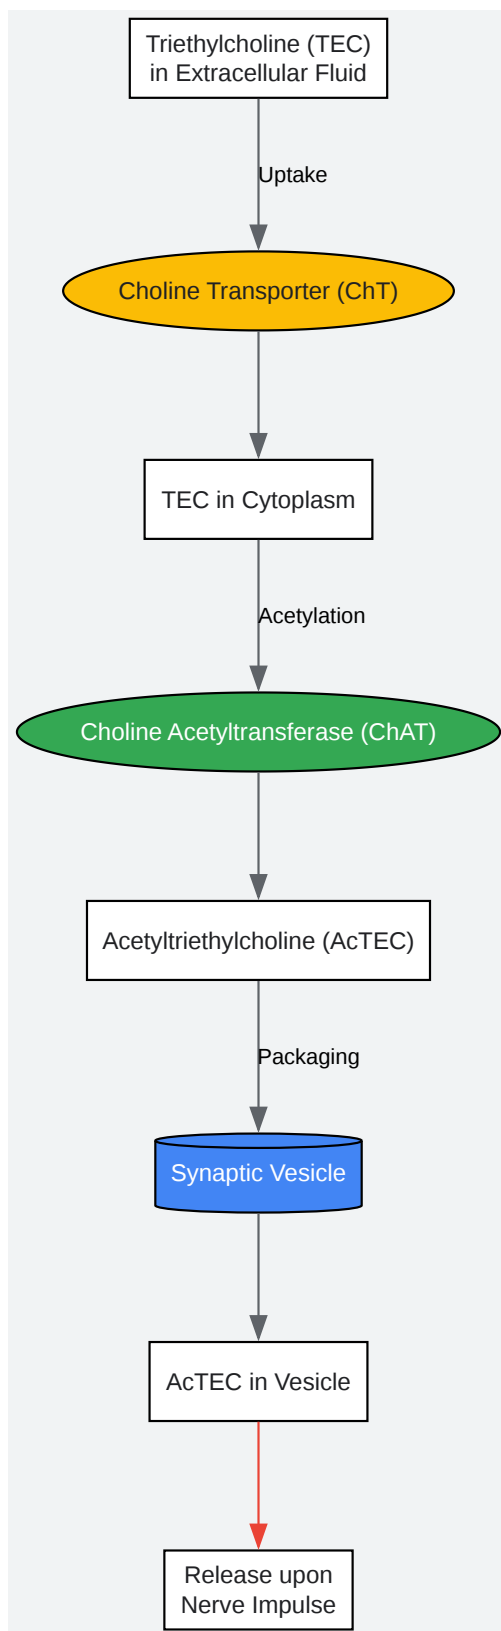 Triethylcholine (TEC)
in Extracellular Fluid
Uptake
Choline Transporter (ChT)
TEC in Cytoplasm
Acetylation
Choline Acetyltransferase (ChAT)
Acetyltriethylcholine (AcTEC)
Packaging
Synaptic Vesicle
AcTEC in Vesicle
Release upon
Nerve Impulse